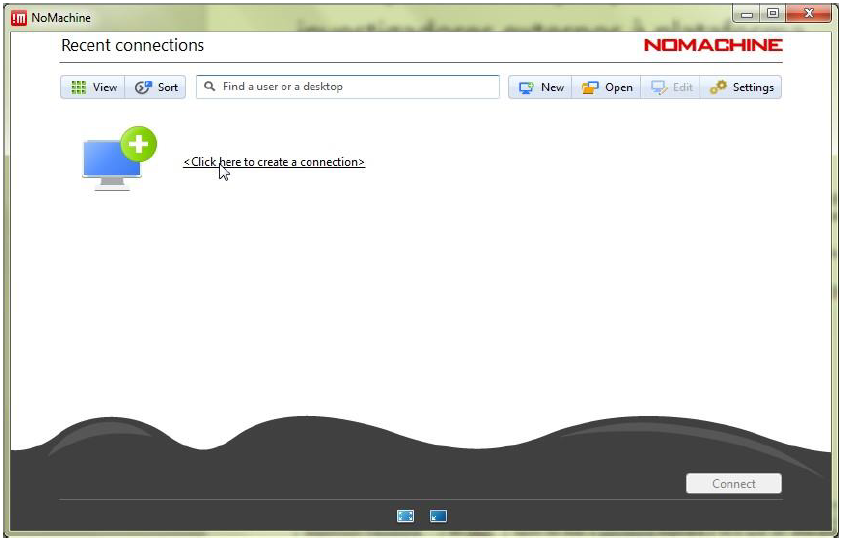 NoMachine
Recent connections
NOMACHINE
View Sort Find a user or a desktop New Open Edit Settings
<Click here to create a connection>
Connect